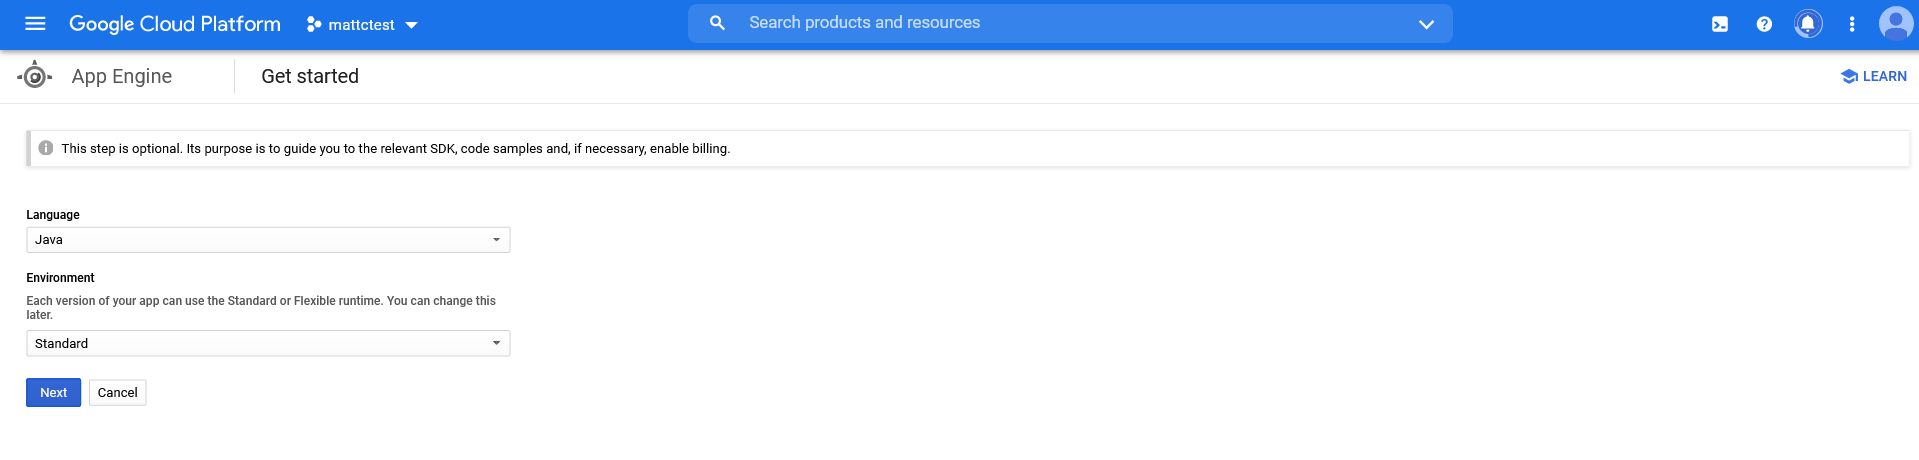 Google Cloud Platform
mattctest
Search products and resources
App Engine
Get started
LEARN
This step is optional. Its purpose is to guide you to the relevant SDK, code samples and, if necessary, enable billing.
Language
Java
Environment
Each version of your app can use the Standard or Flexible runtime. You can change this
later.
Standard
Next
Cancel